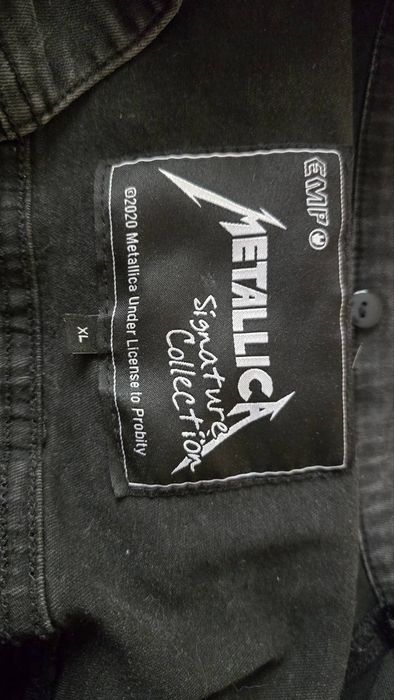 EMP
METALLICA
Signature
Collection
©2020 Metallica Under License to Probity
XL